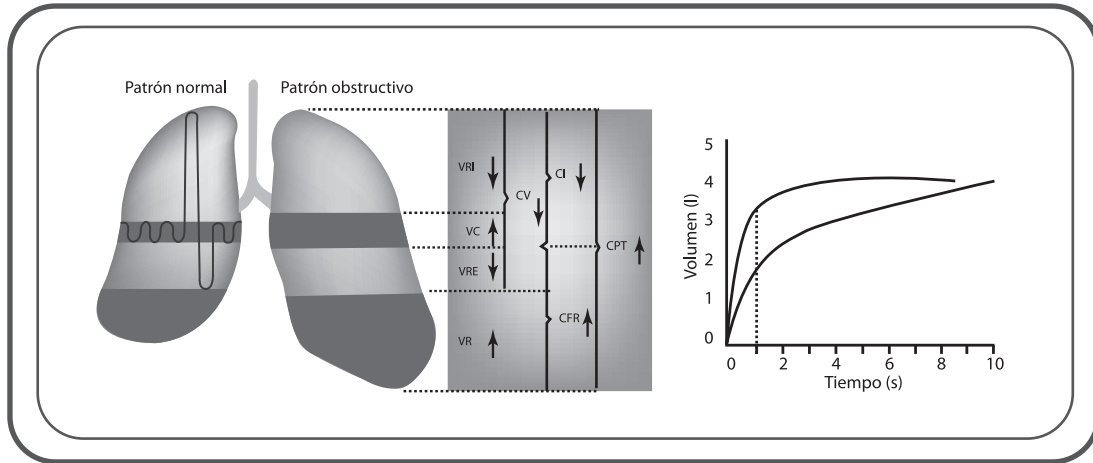 Patrón normal
Patrón obstructivo
VRI
CI
CV
VC
CPT
VRE
CFR
VR
5
4
3
2
1
0
Volumen (l)
0 2 4 6 8 10
Tiempo (s)